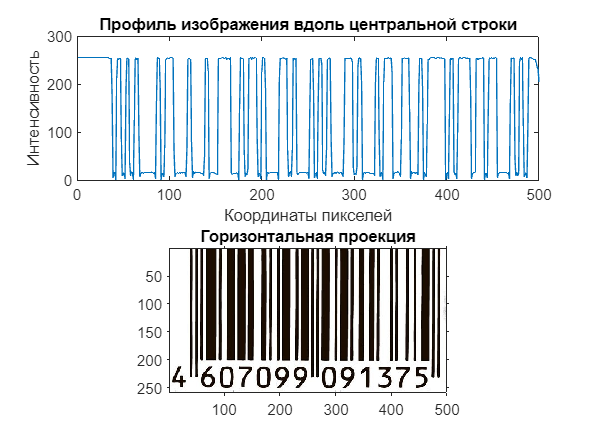 Профиль изображения вдоль центральной строки
300
200
100
0
Интенсивность
0 100 200 300 400 500
Координаты пикселей
Горизонтальная проекция
50
100
150
200
250
4 607099 091375
100 200 300 400 500